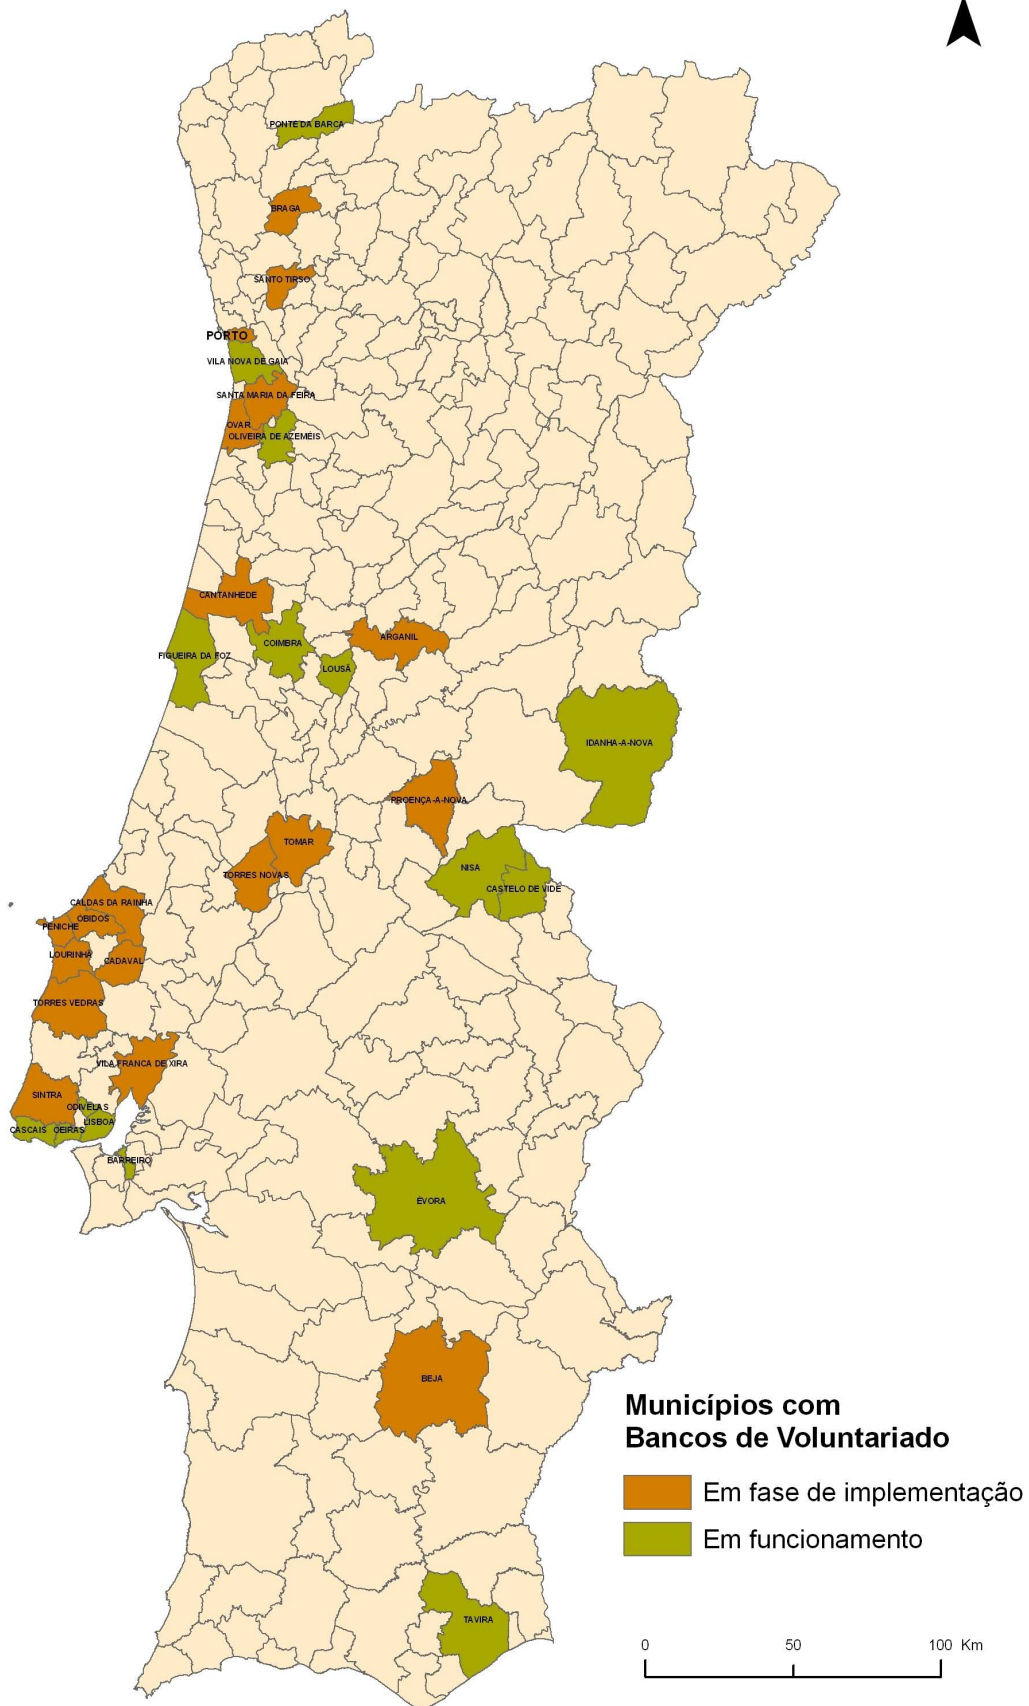 PONTE DA BARCA
BRAGA
SANTO TIRSO
PORTO
VILA NOVA DE GAIA
SANTA MARIA DA FEIRA
OVAR
OLIVEIRA DE AZEMÉIS
CANTANHEDE
ARGANIL
COIMBRA
FIGUEIRA DA FOZ
LOUSÃ
IDANHA-A-NOVA
PROENÇA-A-NOVA
TOMAR
NISA
TORRES NOVAS
CASTELO DE VIDE
CALDAS DA RAINHA
ÓBIDOS
PENICHE
LOURINHÃ
CADAVAL
TORRES VEDRAS
VILA FRANCA DE XIRA
SINTRA
ODIVELAS
LISBOA
CASCAIS
OEIRAS
BARREIRO
ÉVORA
BEJA
Municípios com
Bancos de Voluntariado
Em fase de implementação
Em funcionamento
TAVIRA
0 50 100 Km